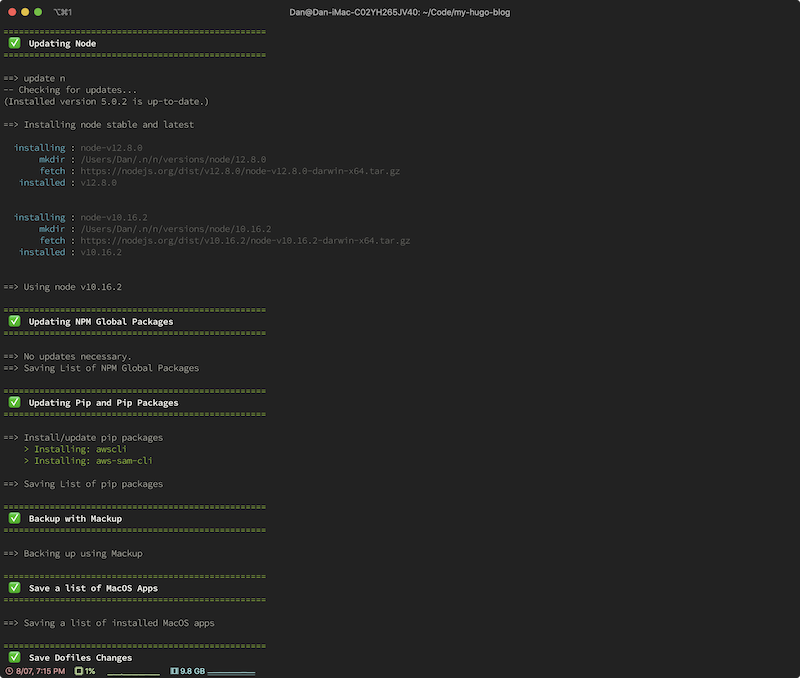 ⌥⌘1
Dan@Dan-iMac-C02YH265JV40: ~/Code/my-hugo-blog
===================================================
✅ Updating Node
===================================================
==> update n
-- Checking for updates...
(Installed version 5.0.2 is up-to-date.)
==> Installing node stable and latest
installing : node-v12.8.0
mkdir : /Users/Dan/.n/n/versions/node/12.8.0
fetch : https://nodejs.org/dist/v12.8.0/node-v12.8.0-darwin-x64.tar.gz
installed : v12.8.0
installing : node-v10.16.2
mkdir : /Users/Dan/.n/n/versions/node/10.16.2
fetch : https://nodejs.org/dist/v10.16.2/node-v10.16.2-darwin-x64.tar.gz
installed : v10.16.2
==> Using node v10.16.2
===================================================
✅ Updating NPM Global Packages
===================================================
==> No updates necessary.
==> Saving List of NPM Global Packages
===================================================
✅ Updating Pip and Pip Packages
===================================================
==> Install/update pip packages
> Installing: awscli
> Installing: aws-sam-cli
==> Saving List of pip packages
===================================================
✅ Backup with Mackup
===================================================
==> Backing up using Mackup
===================================================
✅ Save a list of MacOS Apps
===================================================
==> Saving a list of installed MacOS apps
===================================================
✅ Save Dofiles Changes
8/07, 7:15 PM 1% 9.8 GB